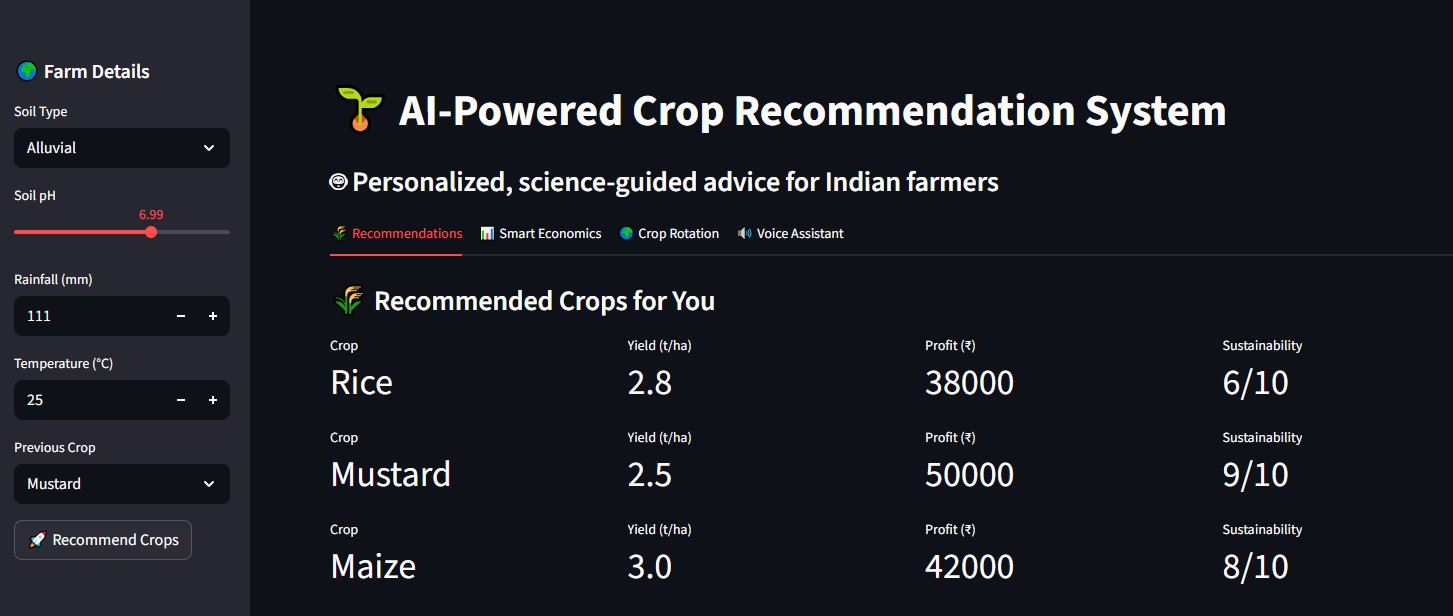 Farm Details
Soil Type
Alluvial
Soil pH
6.99
Rainfall (mm)
111
Temperature (°C)
25
Previous Crop
Mustard
Recommend Crops
AI-Powered Crop Recommendation System
Personalized, science-guided advice for Indian farmers
Recommendations Smart Economics Crop Rotation Voice Assistant
Recommended Crops for You
Crop Yield (t/ha) Profit (₹) Sustainability
Rice 2.8 38000 6/10
Crop Yield (t/ha) Profit (₹) Sustainability
Mustard 2.5 50000 9/10
Crop Yield (t/ha) Profit (₹) Sustainability
Maize 3.0 42000 8/10